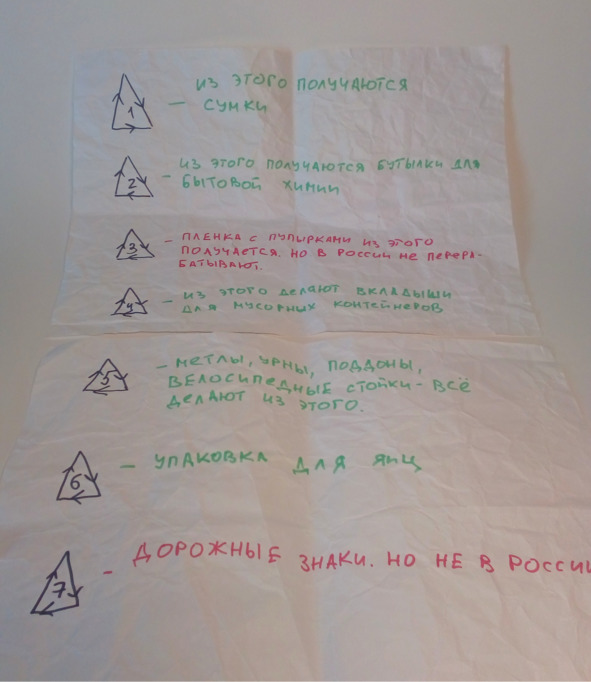 из этого получаются
1 – сумки
2 – из этого получаются бутылки для
бытовой химии
3 – пленка с пупырками из этого
получается. но в россии не перера-
батывают.
4 – из этого делают вкладыши
для мусорных контейнеров
– метлы, урны, поддоны,
5 велосипедные стойки – всё
делают из этого.
6 – упаковка для яиц
7 – дорожные знаки. но не в россии